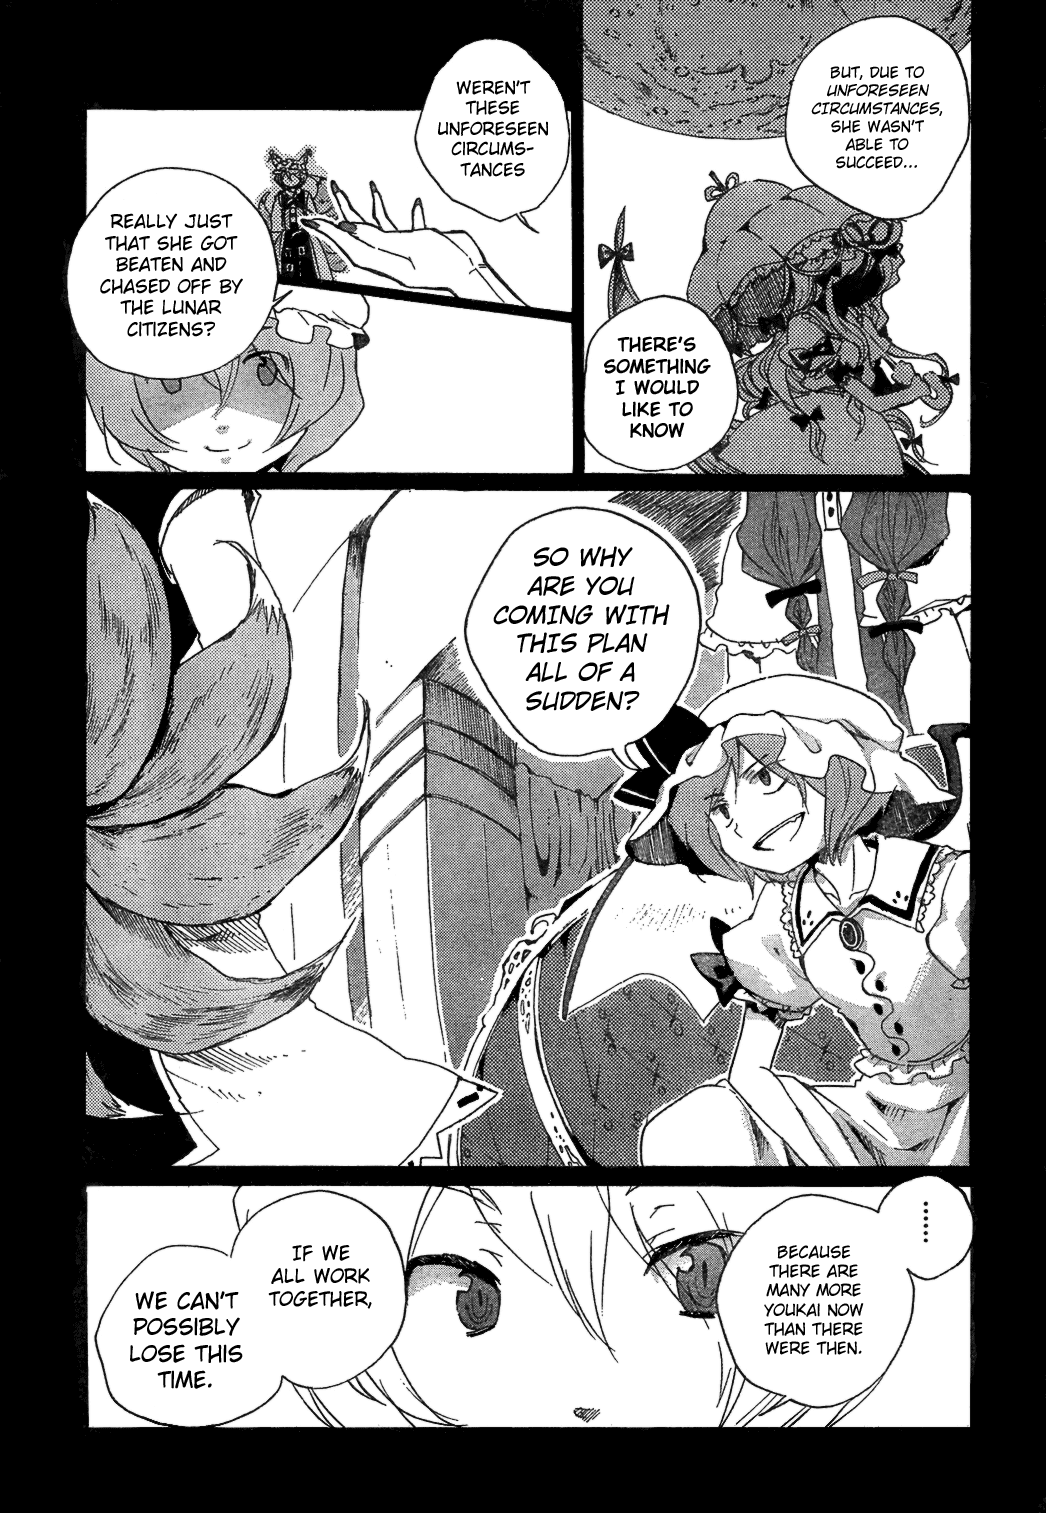 BUT, DUE TO
UNFORESEEN
CIRCUMSTANCES,
SHE WASN'T
ABLE TO
SUCCEED...
THERE'S
SOMETHING
I WOULD
LIKE TO
KNOW
WEREN'T
THESE
UNFORESEEN
CIRCUMS-
TANCES
REALLY JUST
THAT SHE GOT
BEATEN AND
CHASED OFF BY
THE LUNAR
CITIZENS?
SO WHY
ARE YOU
COMING WITH
THIS PLAN
ALL OF A
SUDDEN?
......
BECAUSE
THERE ARE
MANY MORE
YOUKAI NOW
THAN THERE
WERE THEN.
IF WE
ALL WORK
TOGETHER,
WE CAN'T
POSSIBLY
LOSE THIS
TIME.